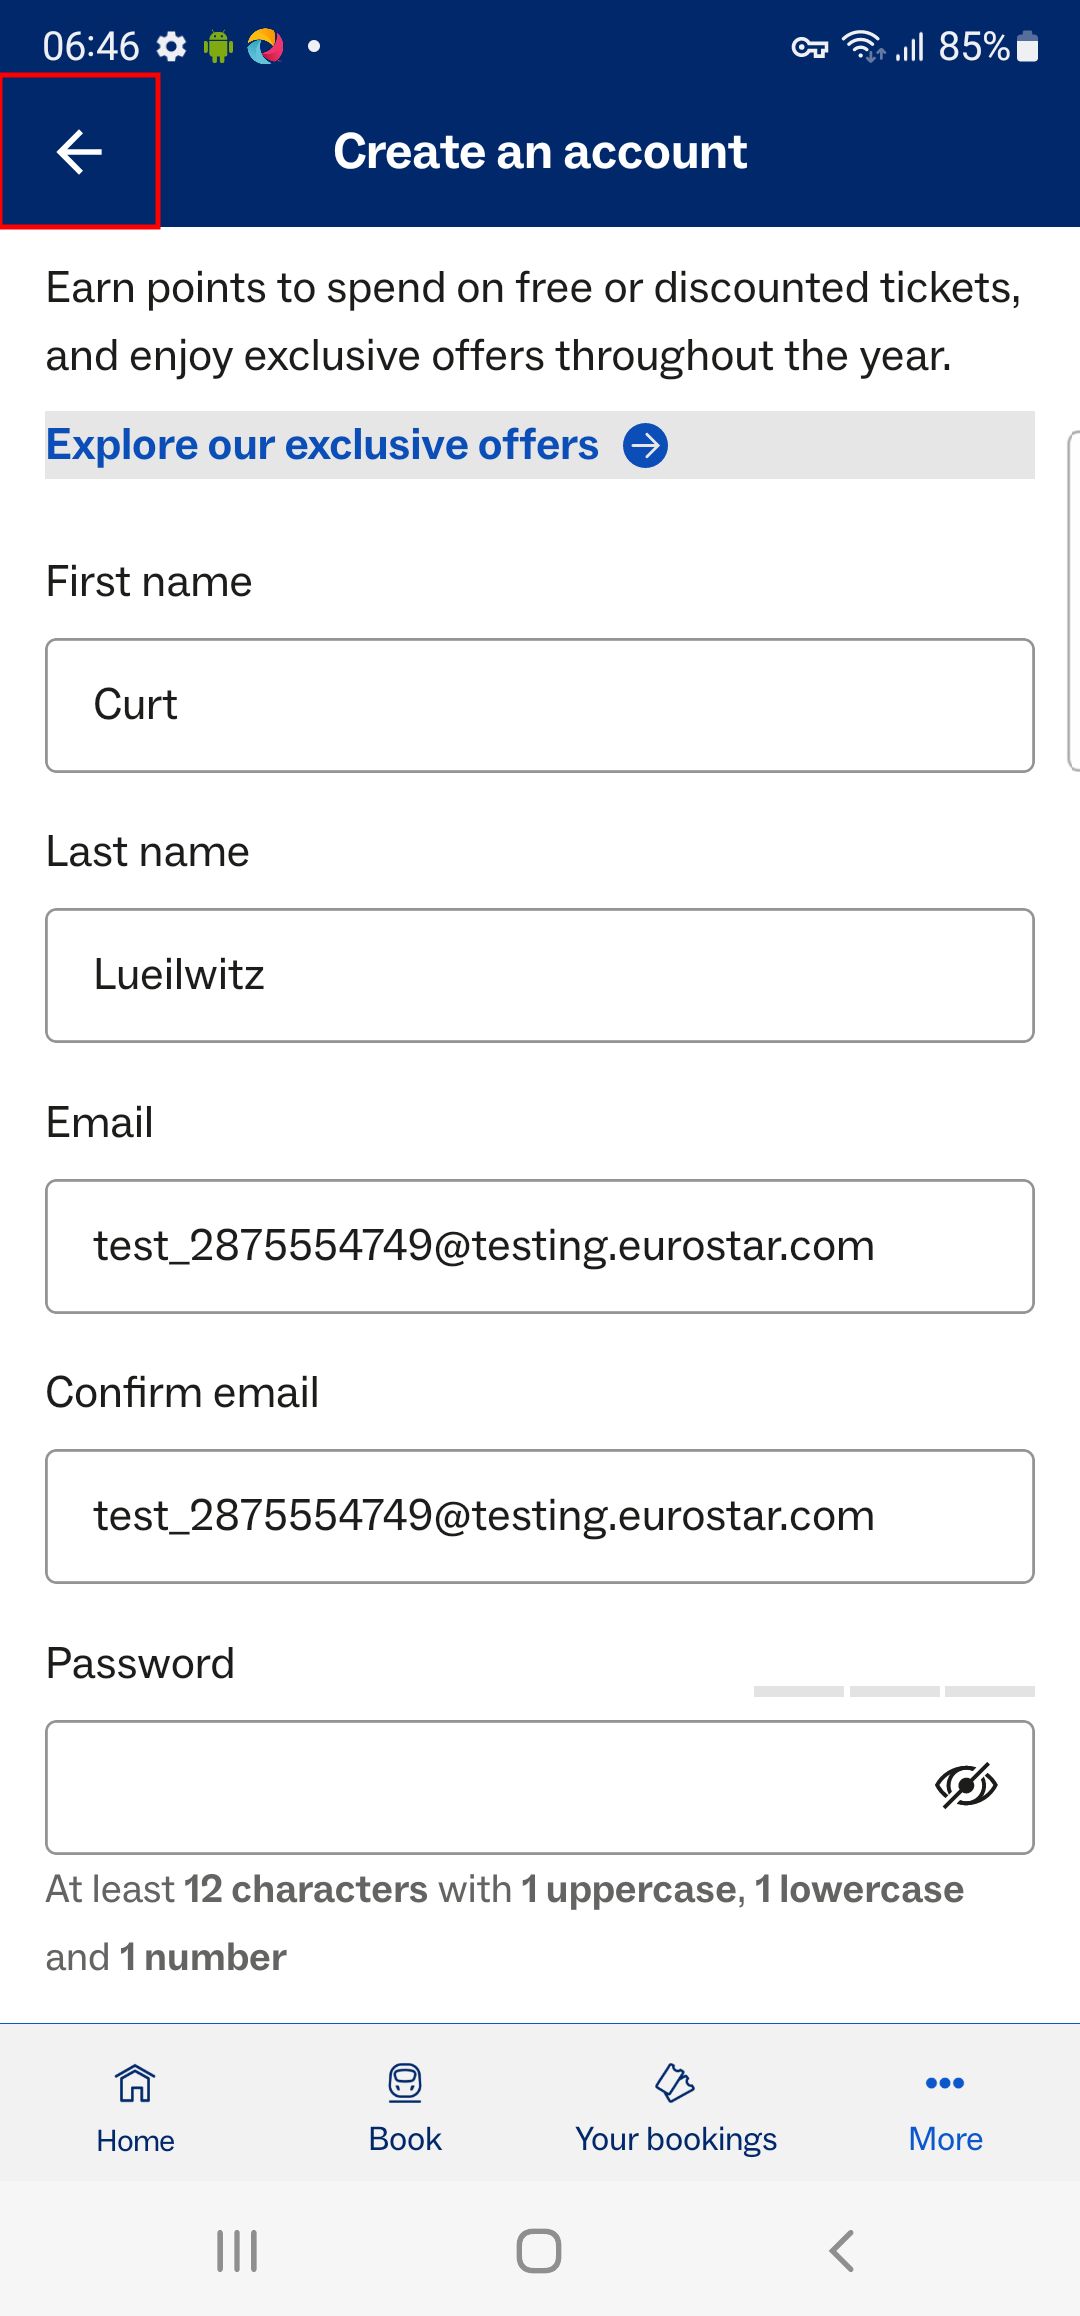 06:46
85%
Create an account
Earn points to spend on free or discounted tickets,
and enjoy exclusive offers throughout the year.
Explore our exclusive offers
First name
Curt
Last name
Lueilwitz
Email
test_2875554749@testing.eurostar.com
Confirm email
test_2875554749@testing.eurostar.com
Password
At least 12 characters with 1 uppercase, 1 lowercase
and 1 number
Home
Book
Your bookings
More